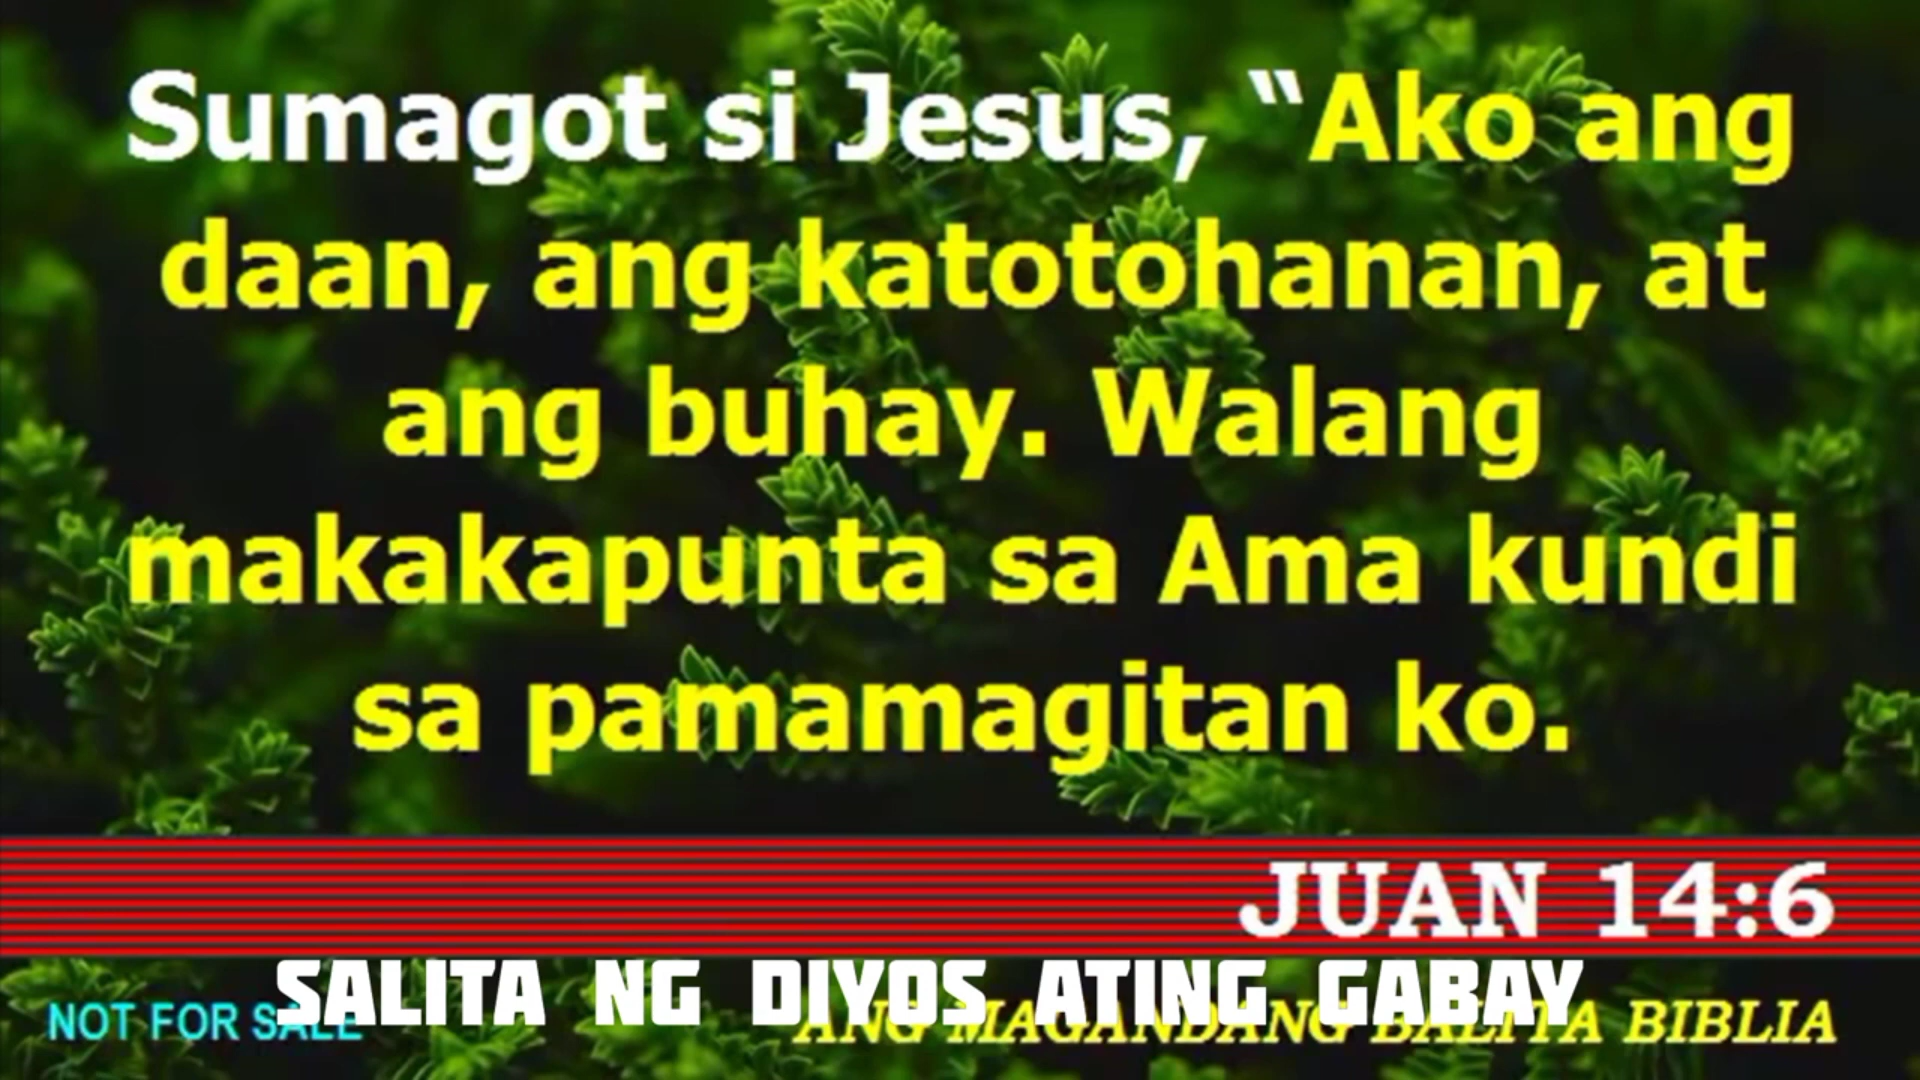 Sumagot si Jesus, “Ako ang
daan, ang katotohanan, at
ang buhay. Walang
makakapunta sa Ama kundi
sa pamamagitan ko.
JUAN 14:6
SALITA NG DIYOS ATING GABAY
NOT FOR SALE
ANG MAGANDANG BALITA BIBLIA